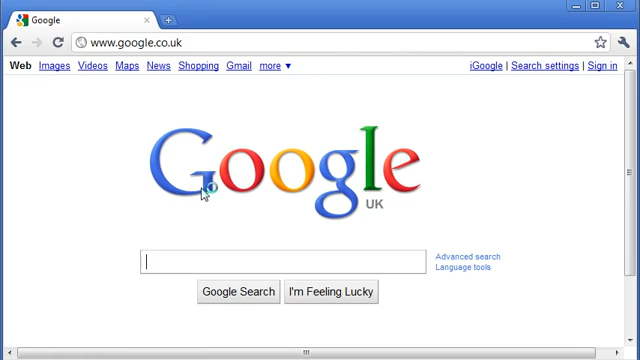 Google
www.google.co.uk
Web Images Videos Maps News Shopping Gmail more ▼ iGoogle | Search settings | Sign in
Google
UK
Advanced search
Language tools
Google Search I'm Feeling Lucky